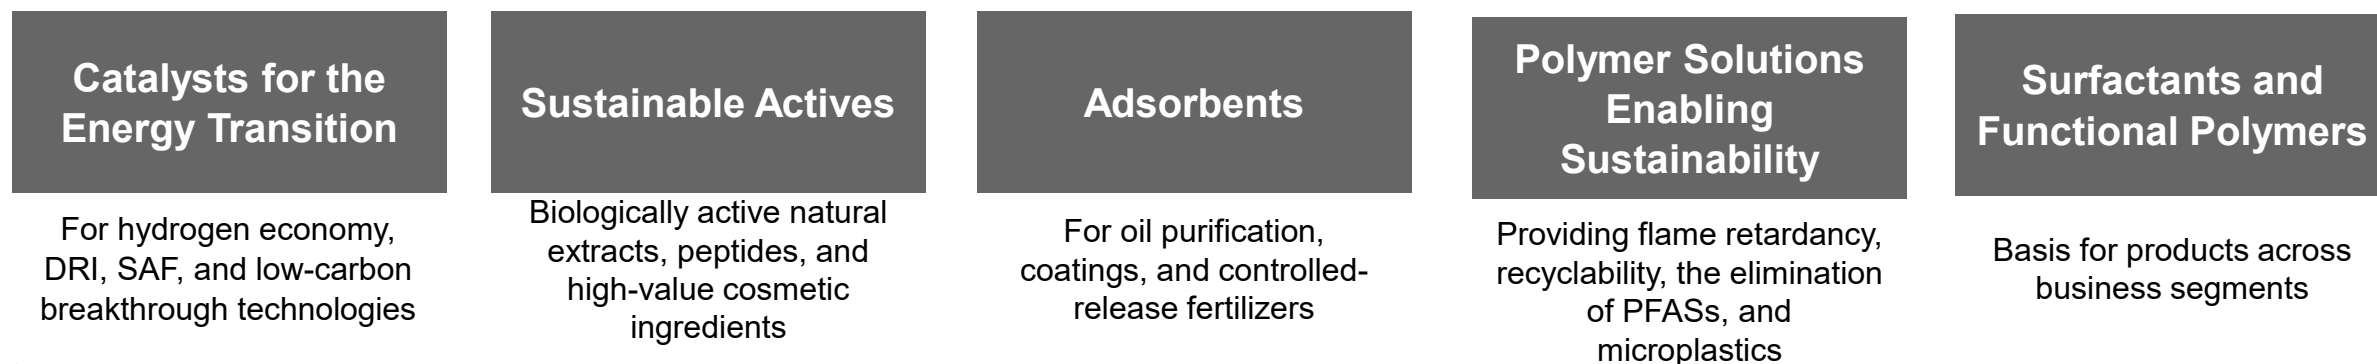 Catalysts for the
Energy Transition
For hydrogen economy,
DRI, SAF, and low-carbon
breakthrough technologies
Sustainable Actives
Biologically active natural
extracts, peptides, and
high-value cosmetic
ingredients
Adsorbents
For oil purification,
coatings, and controlled-
release fertilizers
Polymer Solutions
Enabling
Sustainability
Providing flame retardancy,
recyclability, the elimination
of PFASs, and
microplastics
Surfactants and
Functional Polymers
Basis for products across
business segments